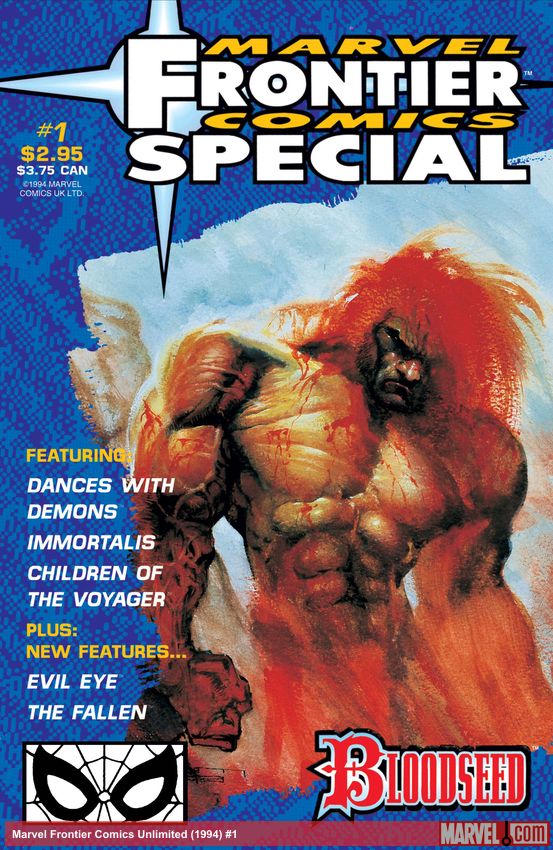 MARVEL
FRONTIER™
COMICS
SPECIAL
#1
$2.95
$3.75 CAN
©1994 MARVEL
COMICS UK LTD.
FEATURING:
DANCES WITH
DEMONS
IMMORTALIS
CHILDREN OF
THE VOYAGER
PLUS:
NEW FEATURES...
EVIL EYE
THE FALLEN
BLOODSEED™
Marvel Frontier Comics Unlimited (1994) #1
MARVEL.com